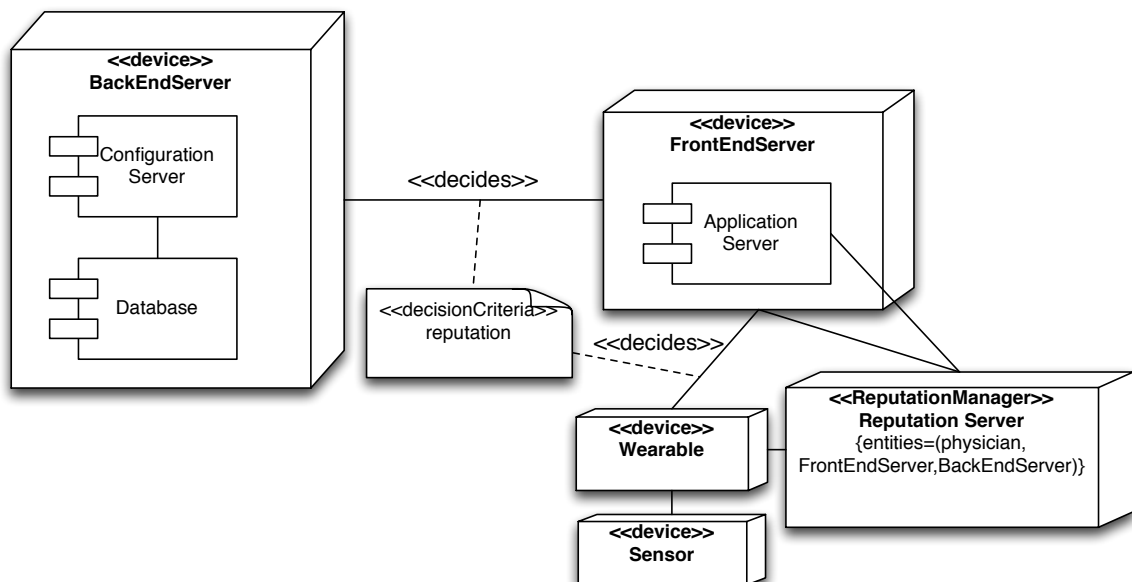 <<device>>
BackEndServer
Configuration
Server
Database
<<decides>>
<<device>>
FrontEndServer
Application
Server
<<decisionCriteria>>
reputation
<<decides>>
<<device>>
Wearable
<<device>>
Sensor
<<ReputationManager>>
Reputation Server
{entities=(physician,
FrontEndServer,BackEndServer)}